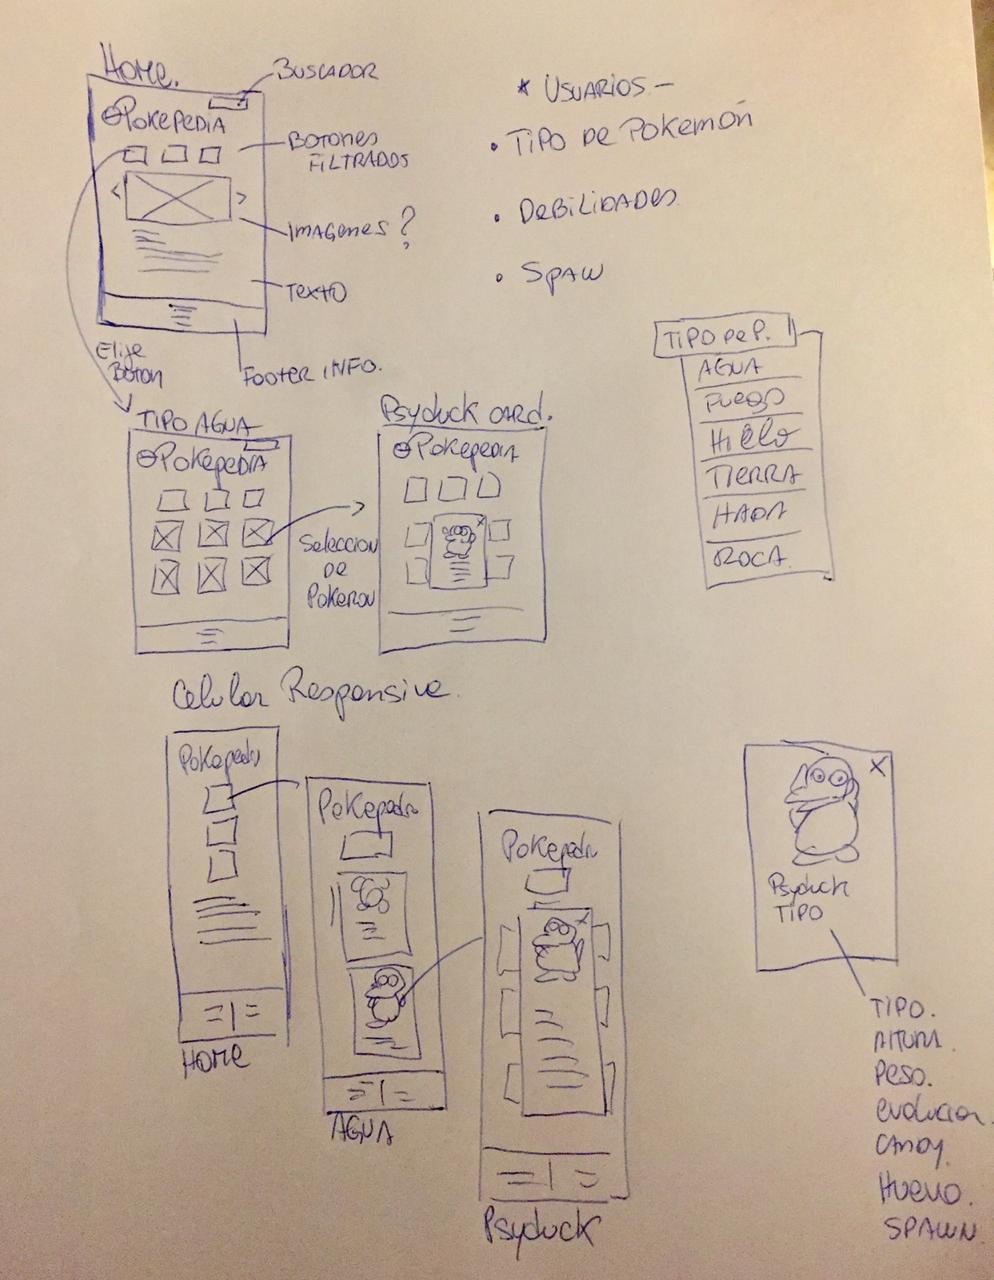 Home.
BUSCADOR
POKEPEDIA
BOTONES
FILTRADOS
< >
IMAGENES ?
TEXTO
FOOTER INFO.
Elije
Boton
* USUARIOS —
• TIPO DE POKEMÓN
• DEBILIDADES
• SPAW
TIPO DE P.
AGUA
FUEGO
HIELO
TIERRA
HADA
ROCA.
TIPO AGUA
POKEPEDIA
Seleccion
DE
POKEMON
Psyduck CARD.
POKEPEDIA
X
Celular Responsive.
Pokepedia
HOME
Pokepedia
AGUA
Pokepedia
X
Psyduck
X
Psyduck
TIPO
TIPO.
ALTURA.
PESO.
evolucion.
CANDY.
HUEVO.
SPAWN.